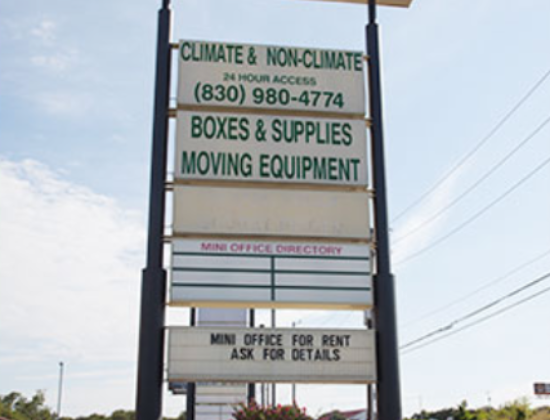 CLIMATE & NON-CLIMATE
24 HOUR ACCESS
(830) 980-4774
BOXES & SUPPLIES
MOVING EQUIPMENT
MINI OFFICE DIRECTORY
MINI OFFICE FOR RENT
ASK FOR DETAILS